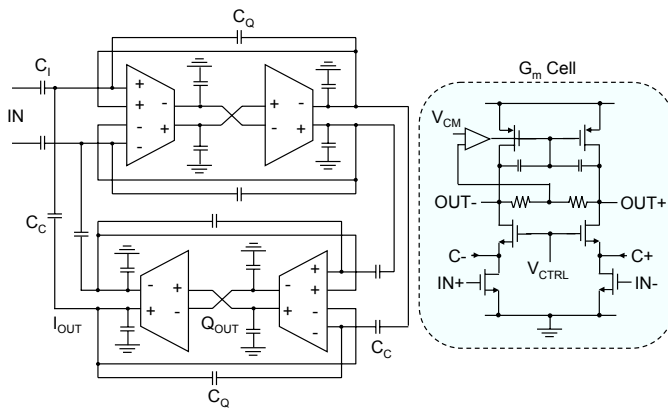 C_Q
C_I
IN
+
+
-
-
-
+
+
-
-
+
C_C
-
+
+
-
-
+
+
-
+
+
-
-
I_OUT
Q_OUT
C_C
C_Q
G_m Cell
V_CM
OUT-
OUT+
C-
C+
V_CTRL
IN+
IN-